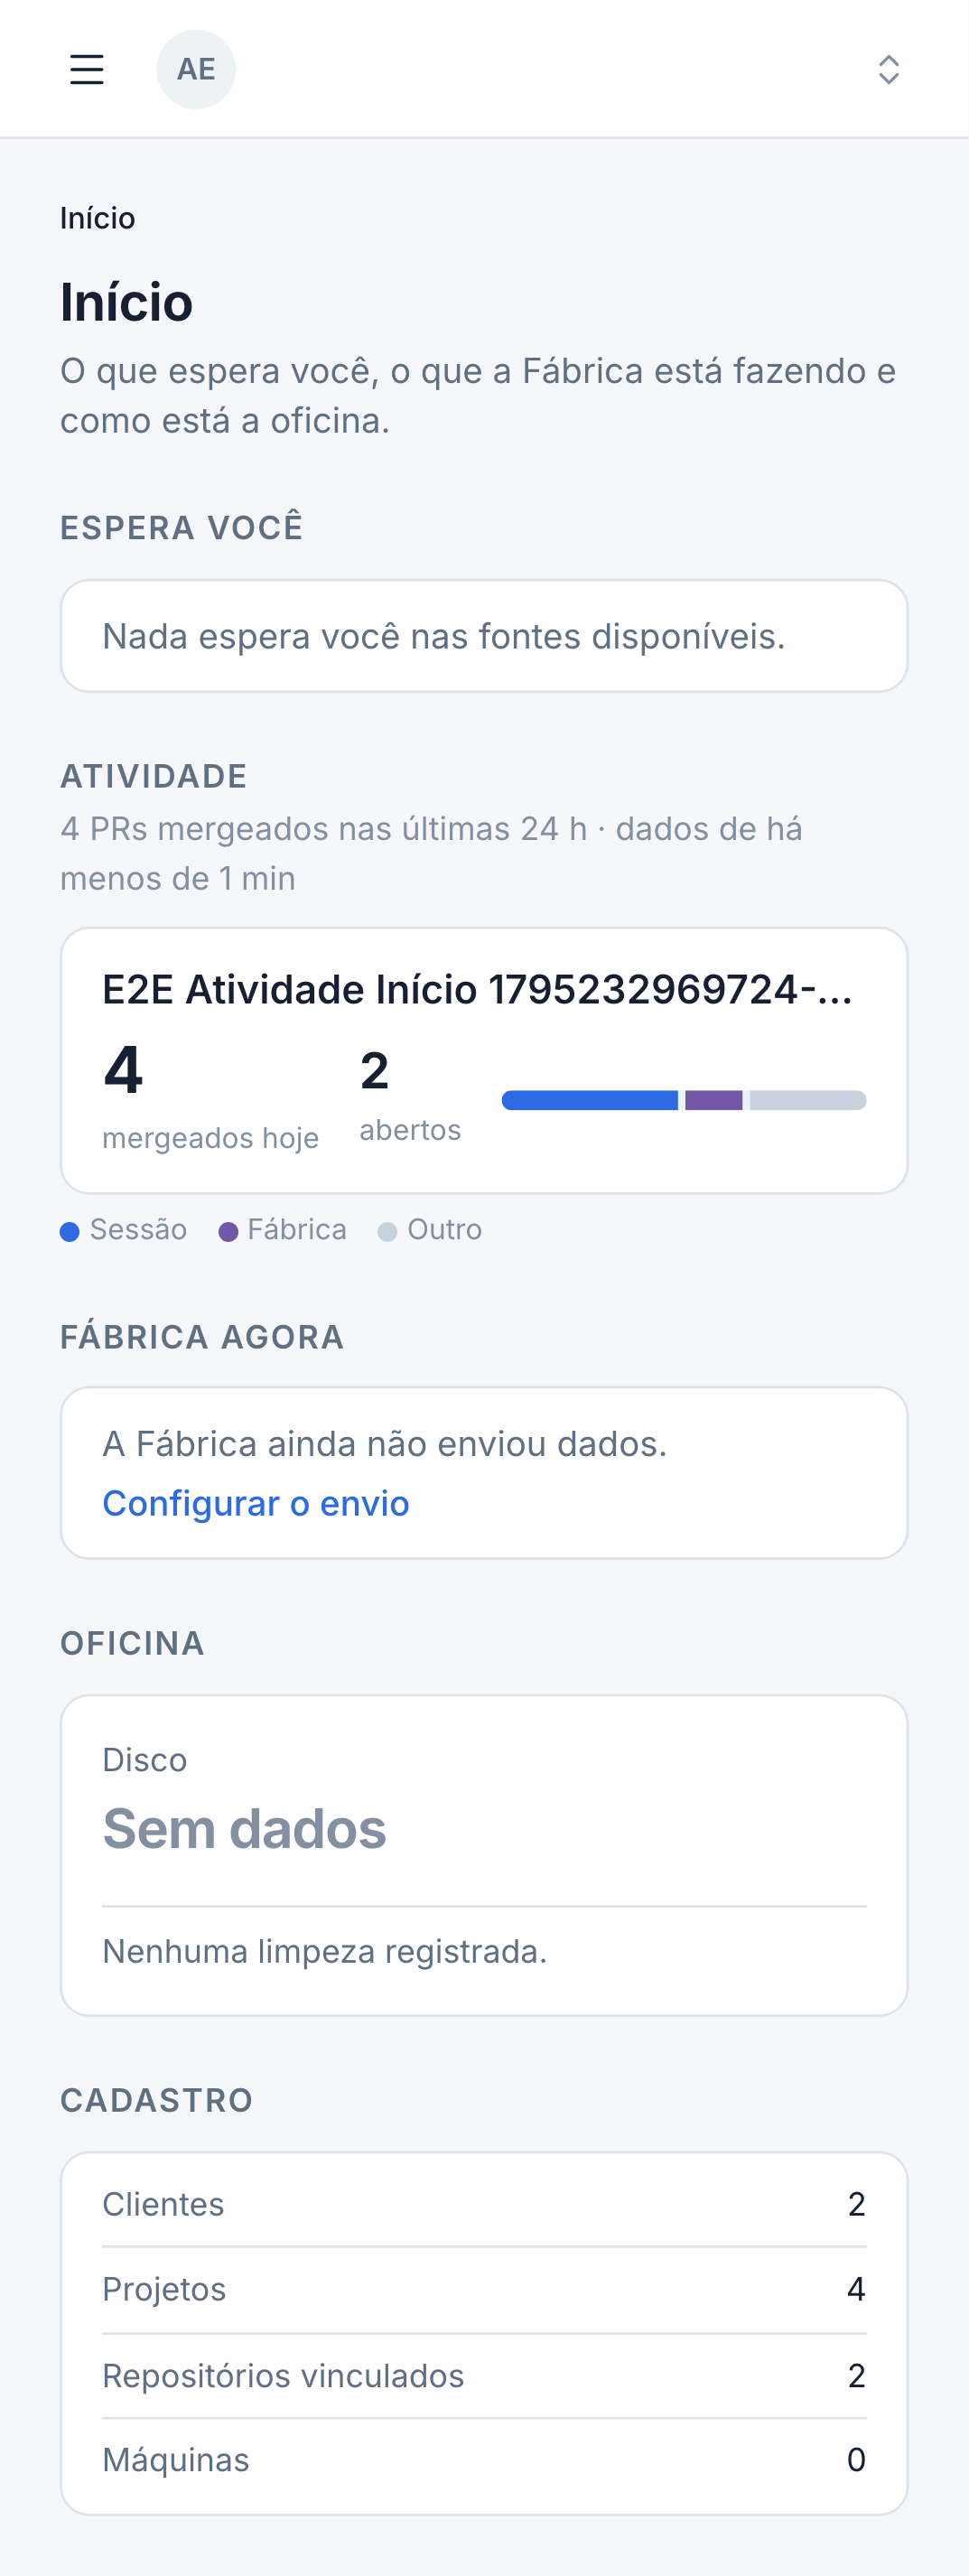 AE
Início
Início
O que espera você, o que a Fábrica está fazendo e
como está a oficina.
ESPERA VOCÊ
Nada espera você nas fontes disponíveis.
ATIVIDADE
4 PRs mergeados nas últimas 24 h · dados de há
menos de 1 min
E2E Atividade Início 1795232969724-...
4
mergeados hoje
2
abertos
Sessão
Fábrica
Outro
FÁBRICA AGORA
A Fábrica ainda não enviou dados.
Configurar o envio
OFICINA
Disco
Sem dados
Nenhuma limpeza registrada.
CADASTRO
Clientes 2
Projetos 4
Repositórios vinculados 2
Máquinas 0